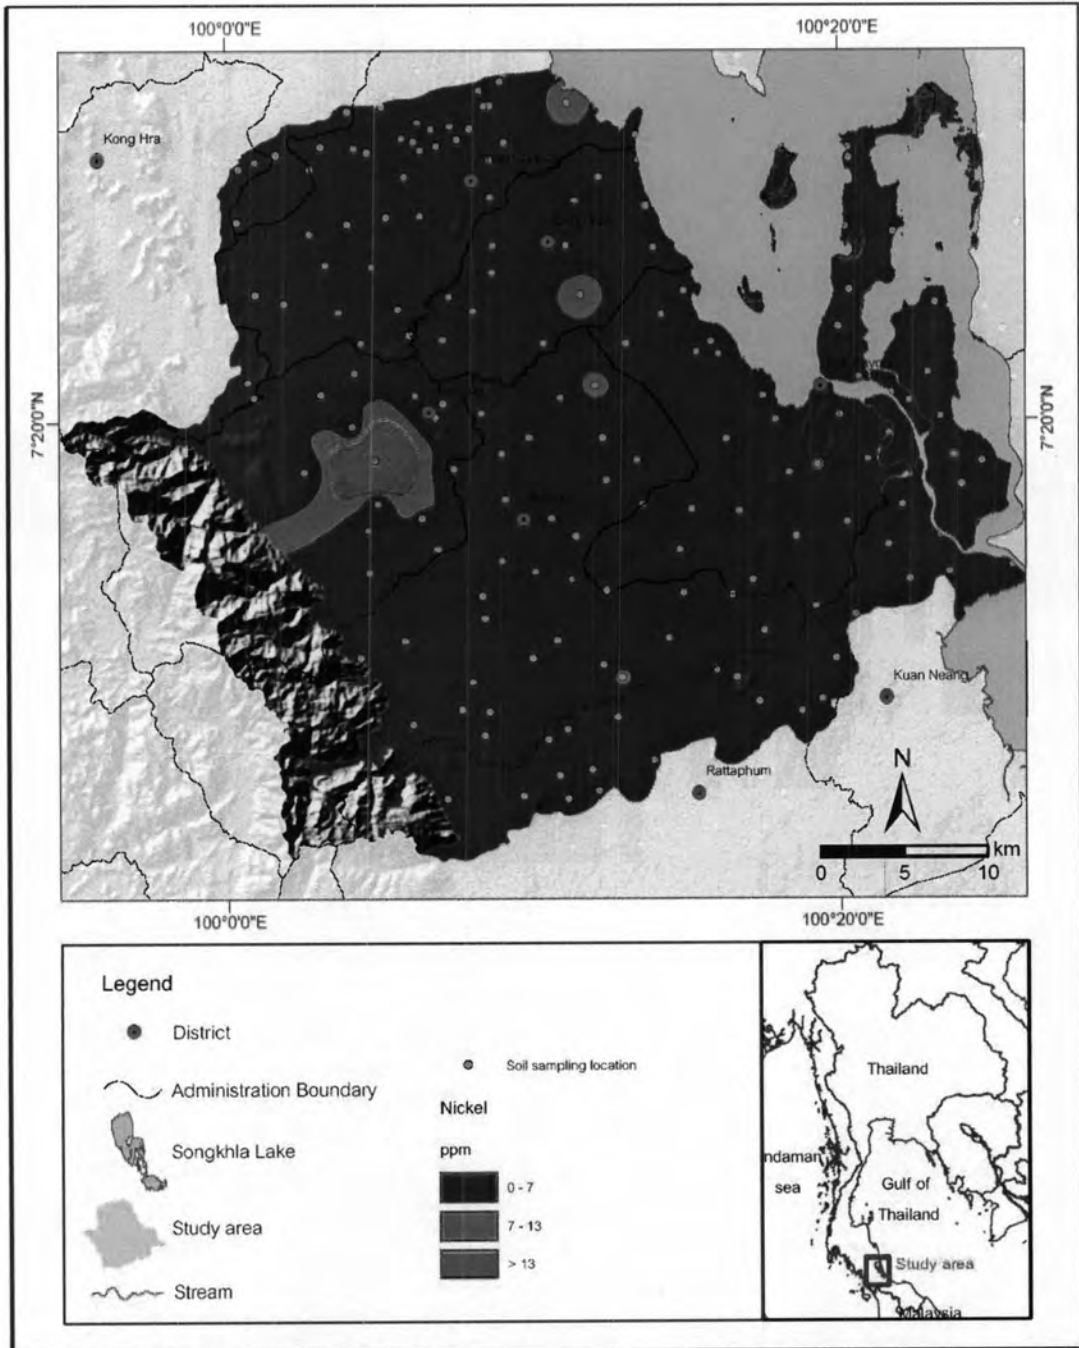 100°0'0"E
100°20'0"E
Kong Hra
7°20'0"N
7°20'0"N
Kuan Neang
N
Rattaphum
km
0 5 10
100°0'0"E
100°20'0"E
Legend
District
Administration Boundary
Songkhla Lake
Study area
Stream
Soil sampling location
Nickel
ppm
0 - 7
7 - 13
> 13
Thailand
ndaman
sea
Gulf of
Thailand
Study area
Malaysia